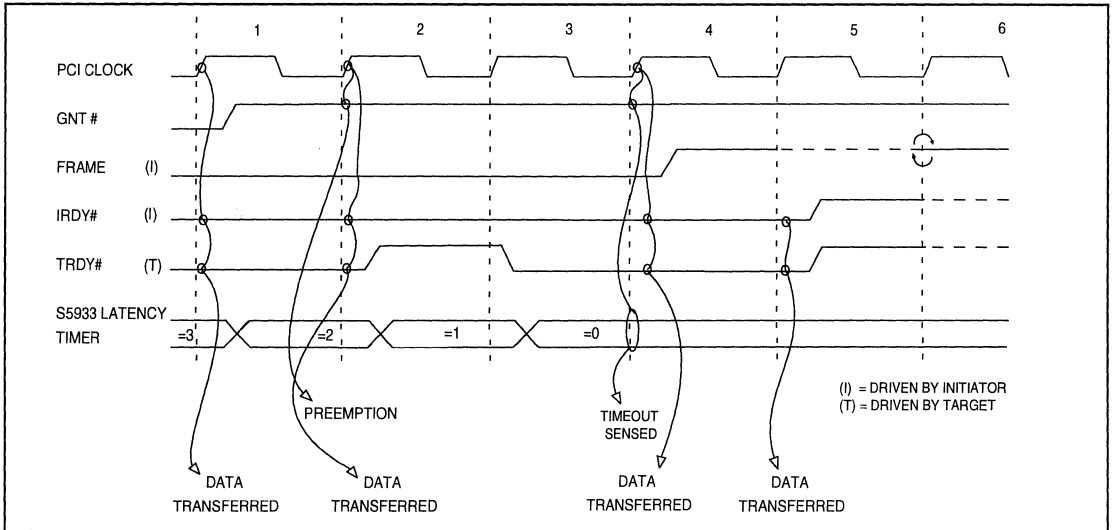 1 2 3 4 5 6
PCI CLOCK
GNT #
FRAME (I)
IRDY# (I)
TRDY# (T)
S5933 LATENCY
TIMER =3 =2 =1 =0
(I) = DRIVEN BY INITIATOR
(T) = DRIVEN BY TARGET
PREEMPTION
TIMEOUT
SENSED
DATA
TRANSFERRED
DATA
TRANSFERRED
DATA
TRANSFERRED
DATA
TRANSFERRED